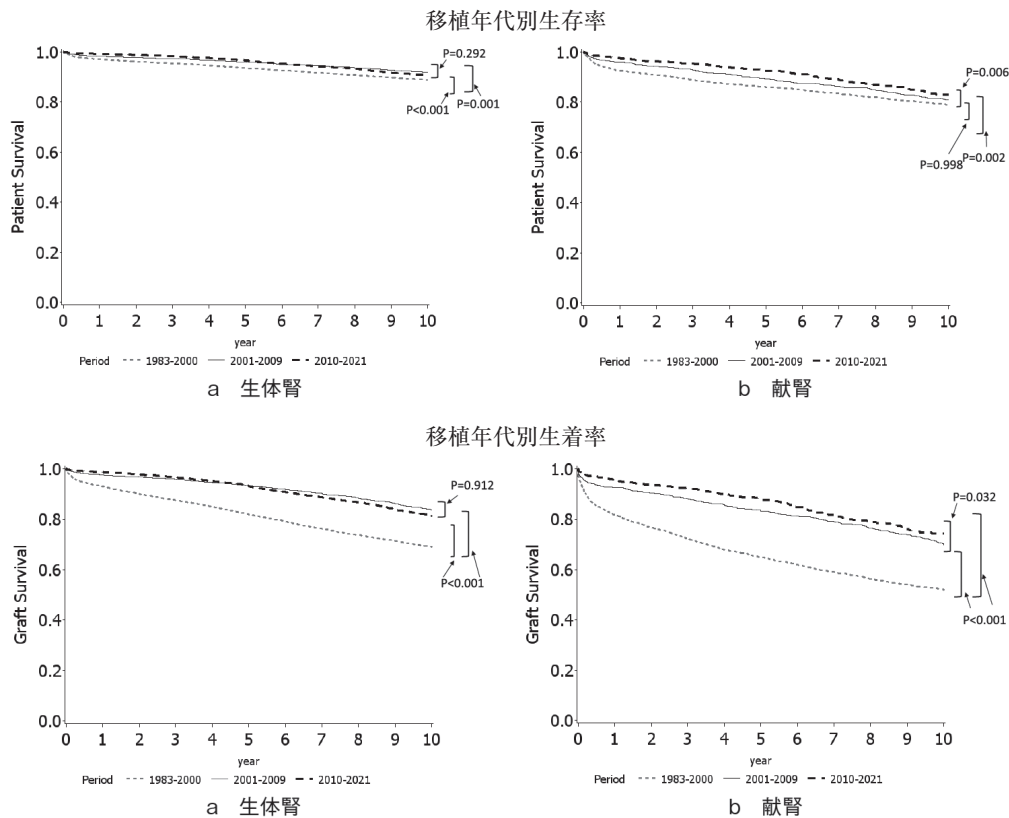 移植年代別生存率
Patient Survival
1.0
0.8
0.6
0.4
0.2
0.0
0 1 2 3 4 5 6 7 8 9 10
year
P=0.292
P<0.001
P=0.001
Period 1983-2000 2001-2009 2010-2021
a 生体腎
Patient Survival
1.0
0.8
0.6
0.4
0.2
0.0
0 1 2 3 4 5 6 7 8 9 10
year
P=0.006
P=0.998
P=0.002
Period 1983-2000 2001-2009 2010-2021
b 献腎
移植年代別生着率
Graft Survival
1.0
0.8
0.6
0.4
0.2
0.0
0 1 2 3 4 5 6 7 8 9 10
year
P=0.912
P<0.001
Period 1983-2000 2001-2009 2010-2021
a 生体腎
Graft Survival
1.0
0.8
0.6
0.4
0.2
0.0
0 1 2 3 4 5 6 7 8 9 10
year
P=0.032
P<0.001
Period 1983-2000 2001-2009 2010-2021
b 献腎